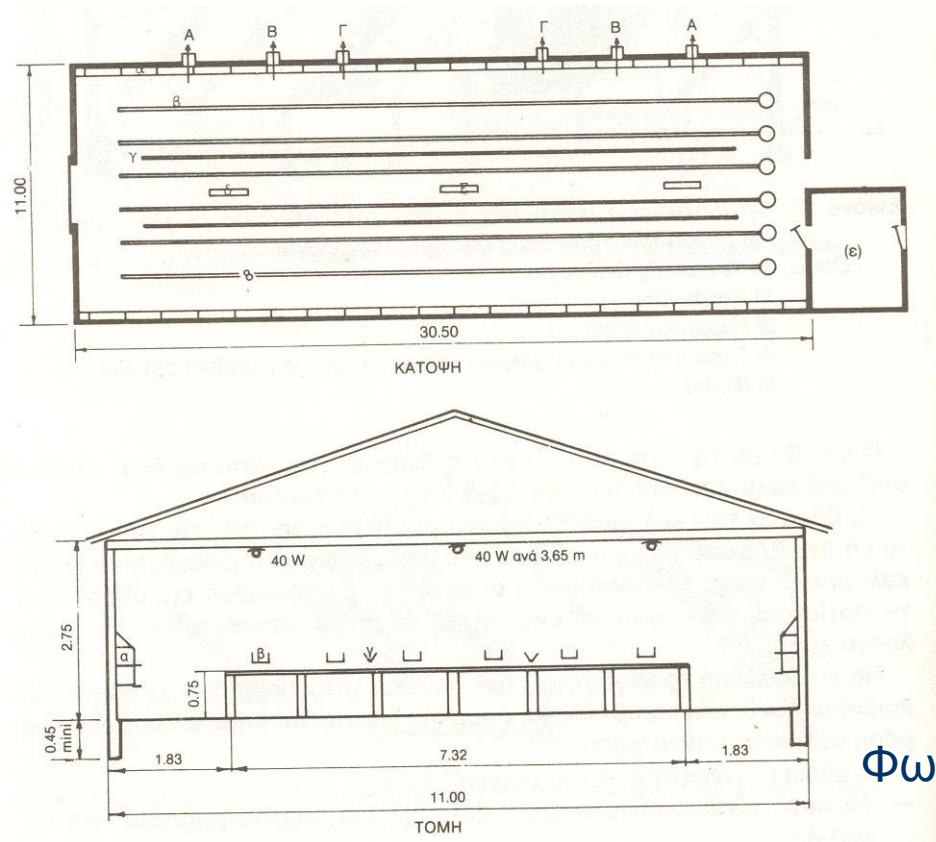 Α Β Γ Γ Β Α
α
β
γ
δ ξ
β
(ε)
11.00
30.50
ΚΑΤΟΨΗ
40 W 40 W ανά 3,65 m
2.75
α β γ
0.75
0.45
mini
1.83 7.32 1.83
11.00
ΤΟΜΗ
Φω